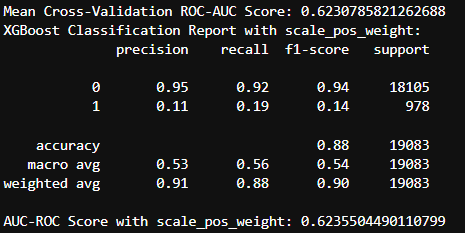 Mean Cross-Validation ROC-AUC Score: 0.6230785821262688
XGBoost Classification Report with scale_pos_weight:
precision recall f1-score support
0 0.95 0.92 0.94 18105
1 0.11 0.19 0.14 978
accuracy 0.88 19083
macro avg 0.53 0.56 0.54 19083
weighted avg 0.91 0.88 0.90 19083
AUC-ROC Score with scale_pos_weight: 0.6235504490110799